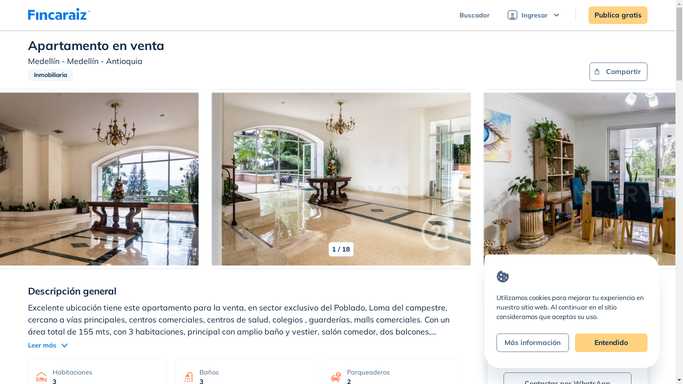 Fincaraiz
Buscador
Ingresar
Publica gratis
Apartamento en venta
Medellín - Medellín - Antioquia
Inmobiliaria
Compartir
1 / 18
Descripción general
Excelente ubicación tiene este apartamento para la venta, en sector exclusivo del Poblado, Loma del campestre,
cercano a vías principales, centros comerciales, centros de salud, colegios , guarderías, malls comerciales. Con un
área total de 155 mts, con 3 habitaciones, principal con amplio baño y vestier, salón comedor, dos balcones,...
Leer más
Habitaciones
3
Baños
3
Parqueaderos
2
Utilizamos cookies para mejorar tu experiencia en
nuestro sitio web. Al continuar en el sitio
consideramos que aceptas su uso.
Más información
Entendido
Contactar por WhatsApp